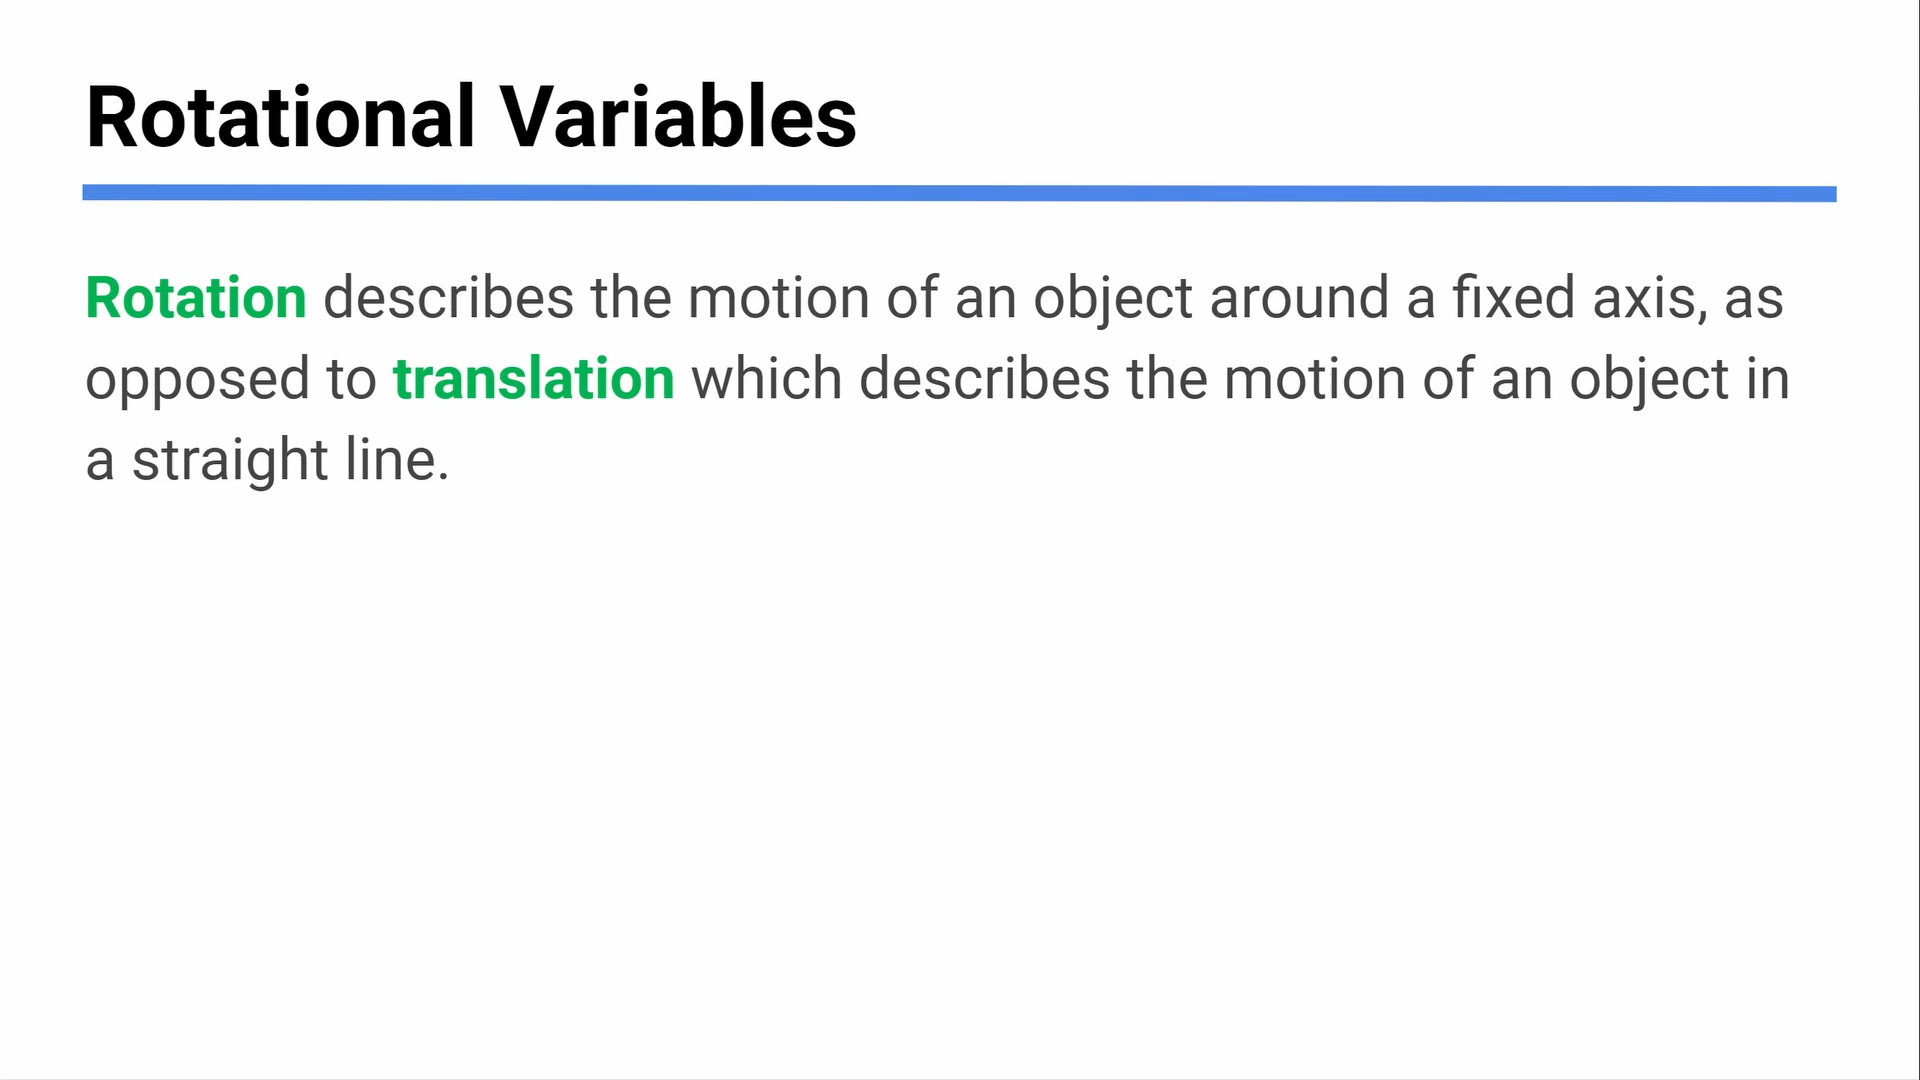 Rotational Variables
Rotation describes the motion of an object around a fixed axis, as
opposed to translation which describes the motion of an object in
a straight line.